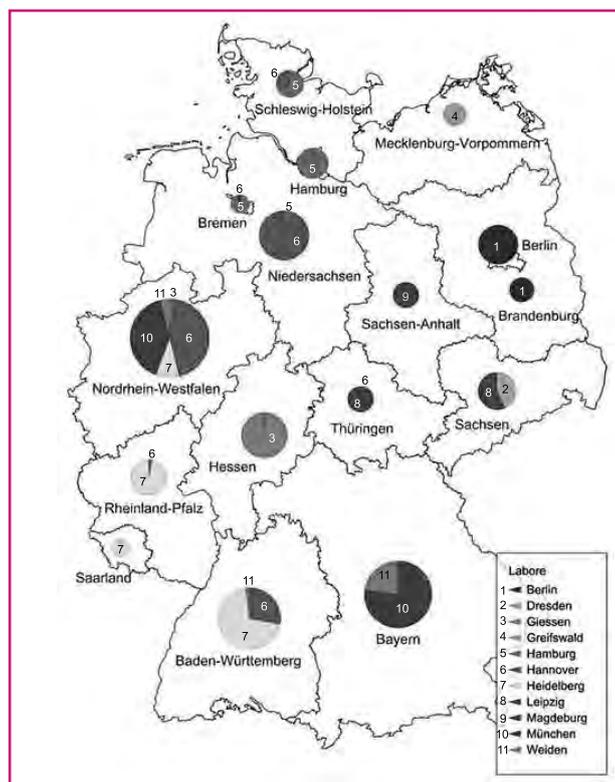 6
5
Schleswig-Holstein
4
Mecklenburg-Vorpommern
5
Hamburg
6
5
Bremen
5
6
Niedersachsen
1
Berlin
1
Brandenburg
9
Sachsen-Anhalt
11 3
10
6
7
Nordrhein-Westfalen
6
8
Thüringen
8
2
Sachsen
3
Hessen
6
7
Rheinland-Pfalz
7
Saarland
11
6
7
Baden-Württemberg
11
10
Bayern
Labore
1 Berlin
2 Dresden
3 Giessen
4 Greifswald
5 Hamburg
6 Hannover
7 Heidelberg
8 Leipzig
9 Magdeburg
10 München
11 Weiden